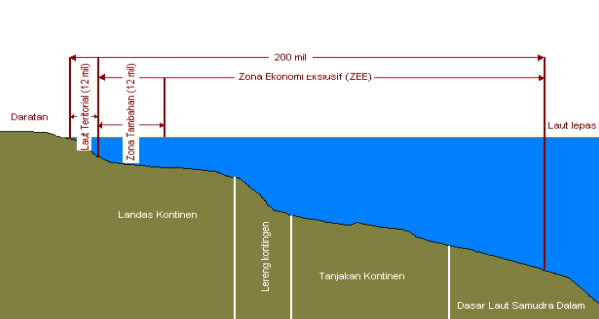 200 mil
Zona Ekonomi Eksiusif (ZEE)
Daratan
Laut Teritorial (12 mil)
Zona Tambahan (12 mil)
Laut lepas
Landas Kontinen
Lereng kontingen
Tanjakan Kontinen
Dasar Laut Samudra Dalam